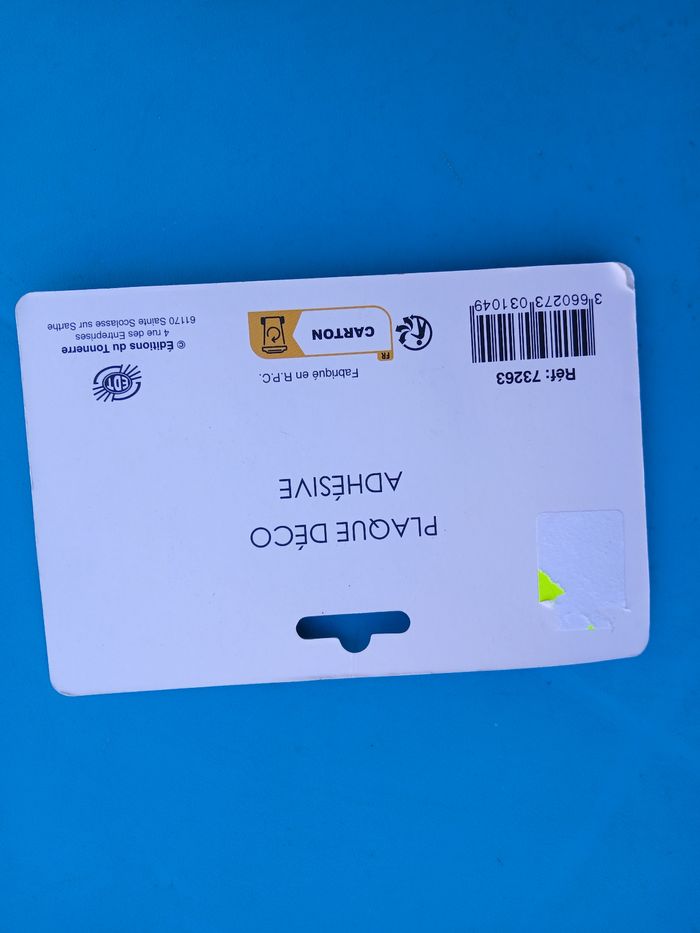 PLAQUE DÉCO
ADHÉSIVE
Réf: 73263
3 660273 031049
Fabriqué en R.P.C.
FR
CARTON
EDT
© Éditions du Tonnerre
4 rue des Entreprises
61170 Sainte Scolasse sur Sarthe